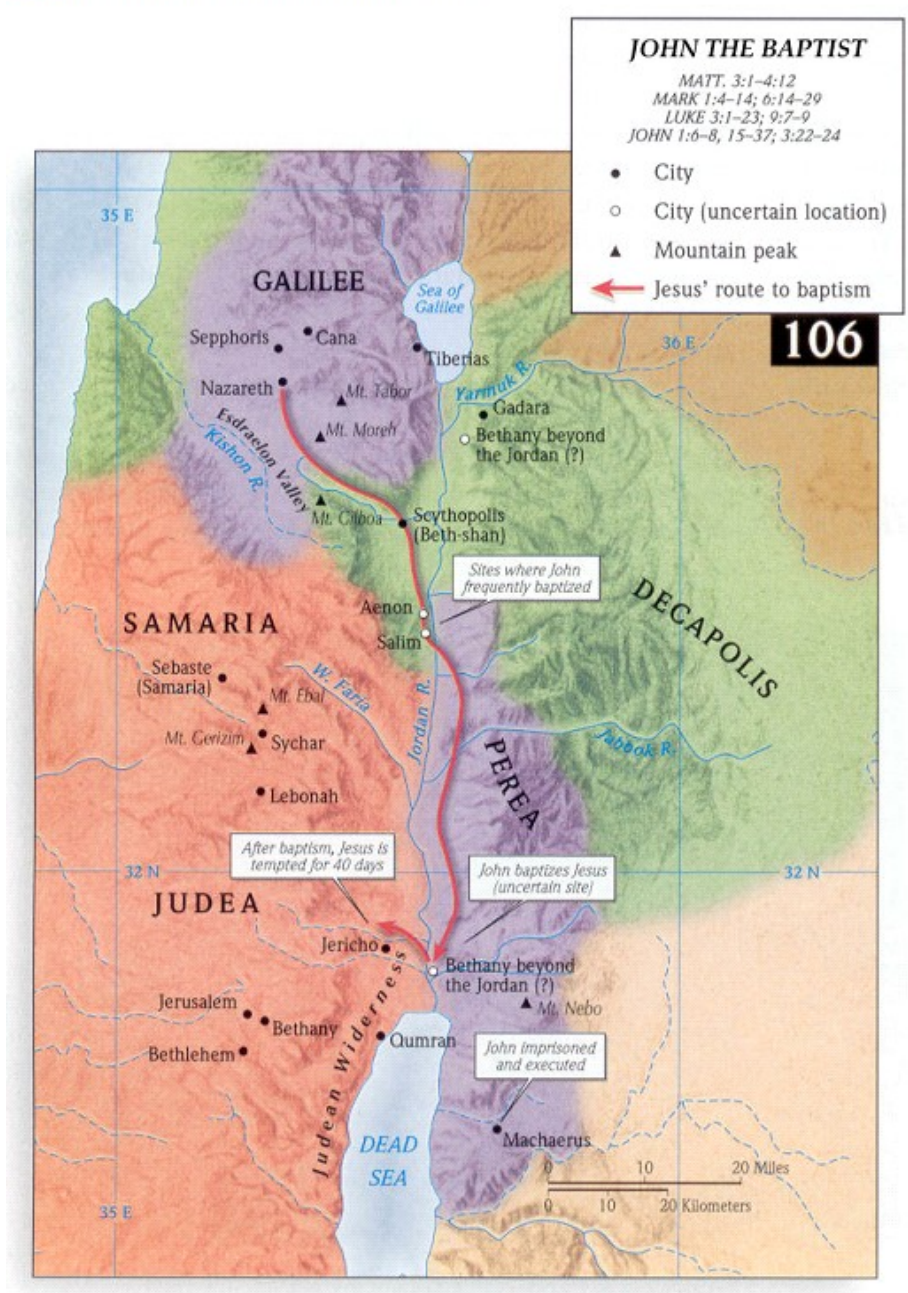 JOHN THE BAPTIST
MATT. 3:1–4:12
MARK 1:4–14; 6:14–29
LUKE 3:1–23; 9:7–9
JOHN 1:6–8, 15–37; 3:22–24
City
City (uncertain location)
Mountain peak
Jesus' route to baptism
106
35 E
36 E
GALILEE
Sea of
Galilee
Sepphoris
Cana
Tiberias
Nazareth
Mt. Tabor
Yarmuk R.
Gadara
Mt. Moreh
Bethany beyond
the Jordan (?)
Esdraelon Valley
Kishon R.
Mt. Gilboa
Scythopolis
(Beth-shan)
Sites where John
frequently baptized
DECAPOLIS
Aenon
Salim
SAMARIA
Sebaste
(Samaria)
W. Faria
Mt. Ebal
Jordan R.
Mt. Gerizim
Sychar
Jabbok R.
PEREA
Lebonah
After baptism, Jesus is
tempted for 40 days
32 N
32 N
John baptizes Jesus
(uncertain site)
JUDEA
Jericho
Bethany beyond
the Jordan (?)
Mt. Nebo
Jerusalem
Bethany
Bethlehem
Judean Wilderness
Qumran
John imprisoned
and executed
Machaerus
DEAD
SEA
0 10 20 Miles
0 10 20 Kilometers
35 E